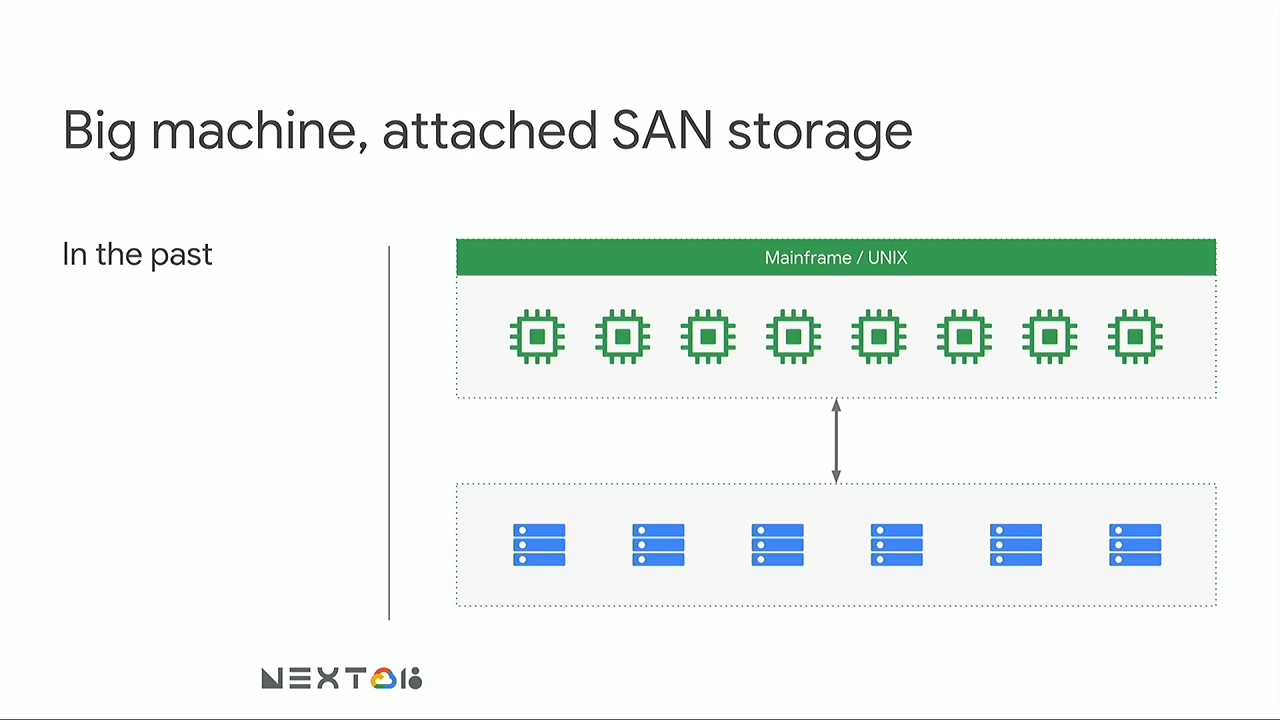 Big machine, attached SAN storage
In the past
Mainframe / UNIX
NEXT 18